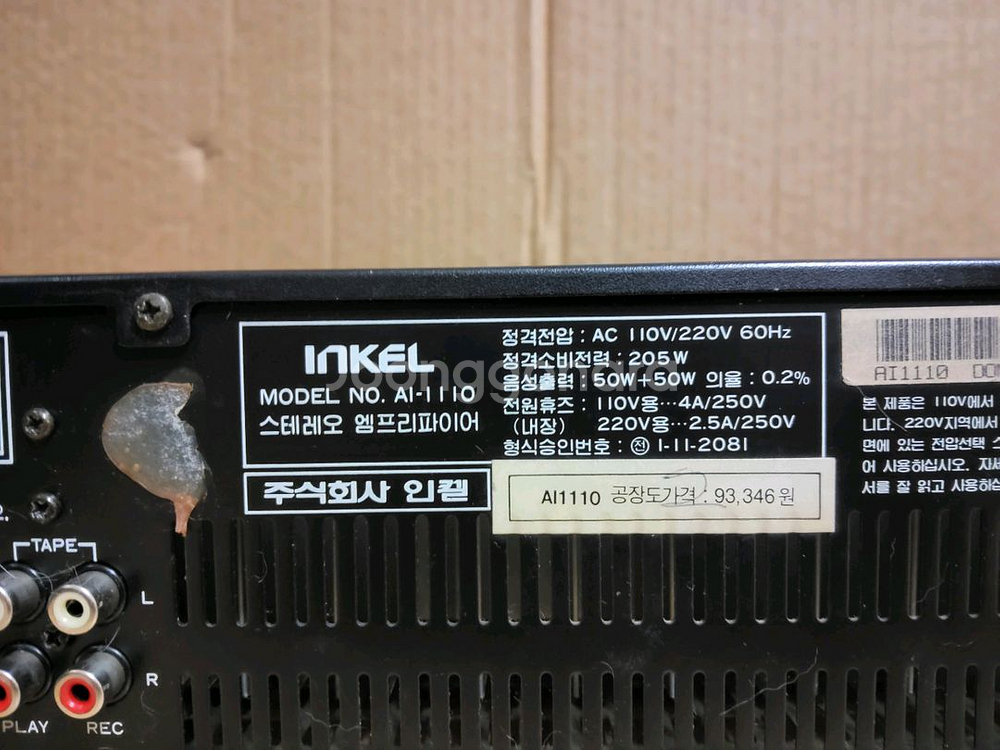 INKEL
MODEL NO. AI-1110
스테레오 엠프리파이어
정격전압 : AC 110V/220V 60Hz
정격소비전력 : 205W
음성출력 : 50W+50W 의율 : 0.2%
전원휴즈 : 110V용…4A/250V
(내장) 220V용…2.5A/250V
형식승인번호 : 전 1-11-2081
주식회사 인켈
AI1110 공장도가격 : 93,346원
AI1110
본 제품은 110V에서
니다. 220V지역에서
면에 있는 전압선택
어 사용하십시오.
서를 잘 읽고 사용하십
TAPE
L
R
PLAY REC